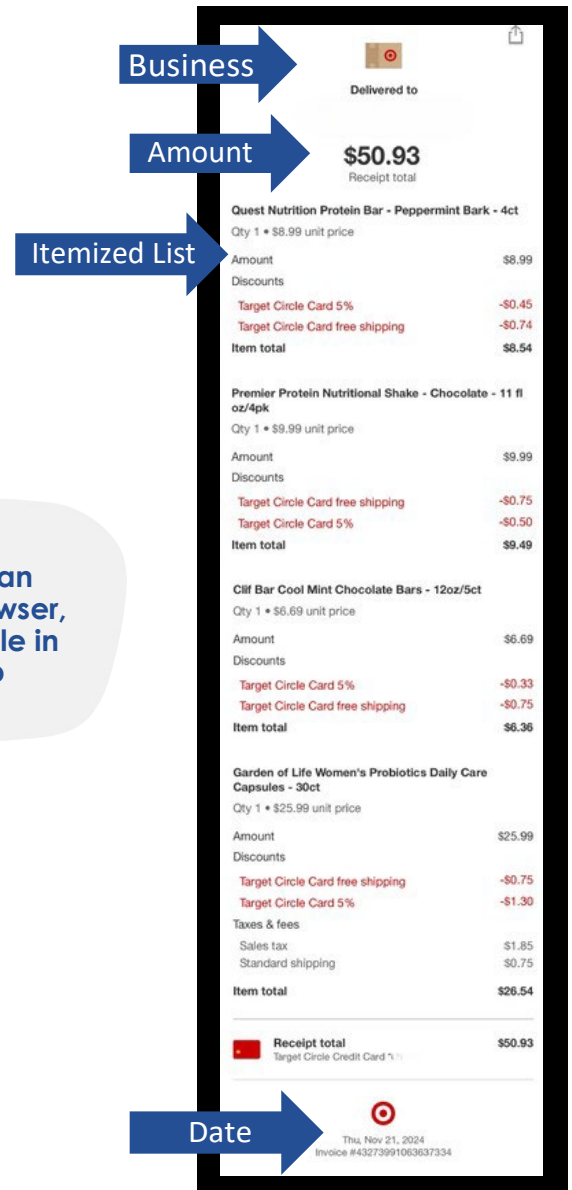 Business
Delivered to
Amount
$50.93
Receipt total
Quest Nutrition Protein Bar - Peppermint Bark - 4ct
Qty 1 • $8.99 unit price
Itemized List
Amount $8.99
Discounts
Target Circle Card 5% -$0.45
Target Circle Card free shipping -$0.74
Item total $8.54
Premier Protein Nutritional Shake - Chocolate - 11 fl
oz/4pk
Qty 1 • $9.99 unit price
Amount $9.99
Discounts
Target Circle Card free shipping -$0.75
Target Circle Card 5% -$0.50
Item total $9.49
an
wser,
le in
Clif Bar Cool Mint Chocolate Bars - 12oz/5ct
Qty 1 • $6.69 unit price
Amount $6.69
Discounts
Target Circle Card 5% -$0.33
Target Circle Card free shipping -$0.75
Item total $6.36
Garden of Life Women's Probiotics Daily Care
Capsules - 30ct
Qty 1 • $25.99 unit price
Amount $25.99
Discounts
Target Circle Card free shipping -$0.75
Target Circle Card 5% -$1.30
Taxes & fees
Sales tax $1.85
Standard shipping $0.75
Item total $26.54
Receipt total $50.93
Target Circle Credit Card
Date
Thu, Nov 21, 2024
Invoice #43273991063637334